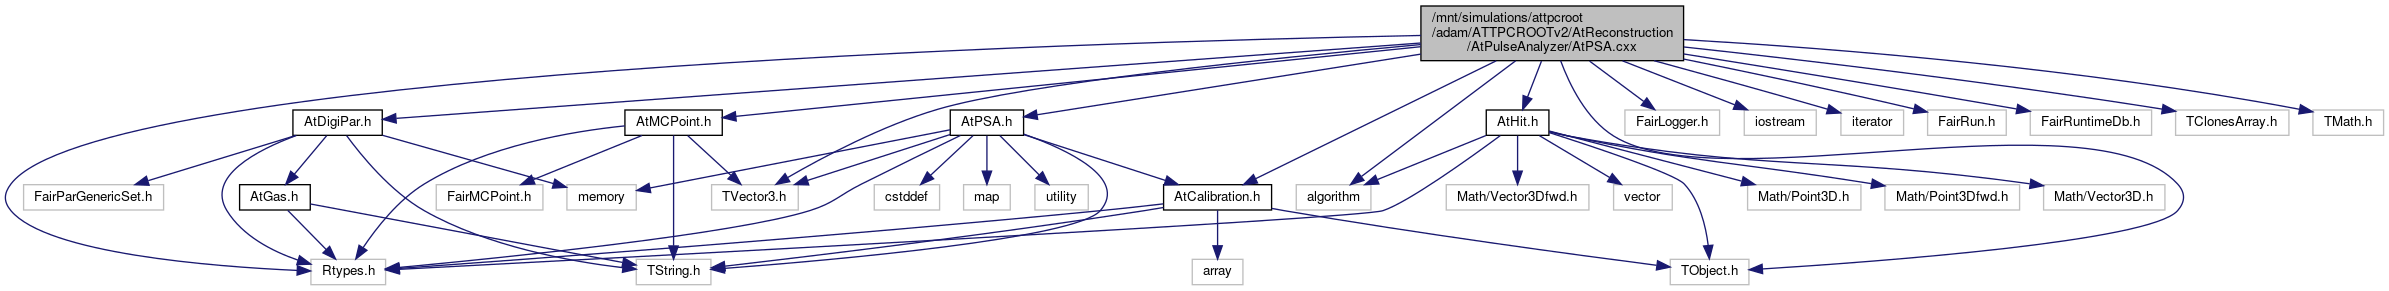 /mnt/simulations/attpcroot
/adam/ATTPCROOTv2/AtReconstruction
/AtPulseAnalyzer/AtPSA.cxx
AtDigiPar.h
AtMCPoint.h
AtPSA.h
AtHit.h
FairLogger.h
iostream
iterator
FairRun.h
FairRuntimeDb.h
TClonesArray.h
TMath.h
FairParGenericSet.h
AtGas.h
FairMCPoint.h
memory
TVector3.h
cstddef
map
utility
AtCalibration.h
algorithm
Math/Vector3Dfwd.h
vector
Math/Point3D.h
Math/Point3Dfwd.h
Math/Vector3D.h
Rtypes.h
TString.h
array
TObject.h